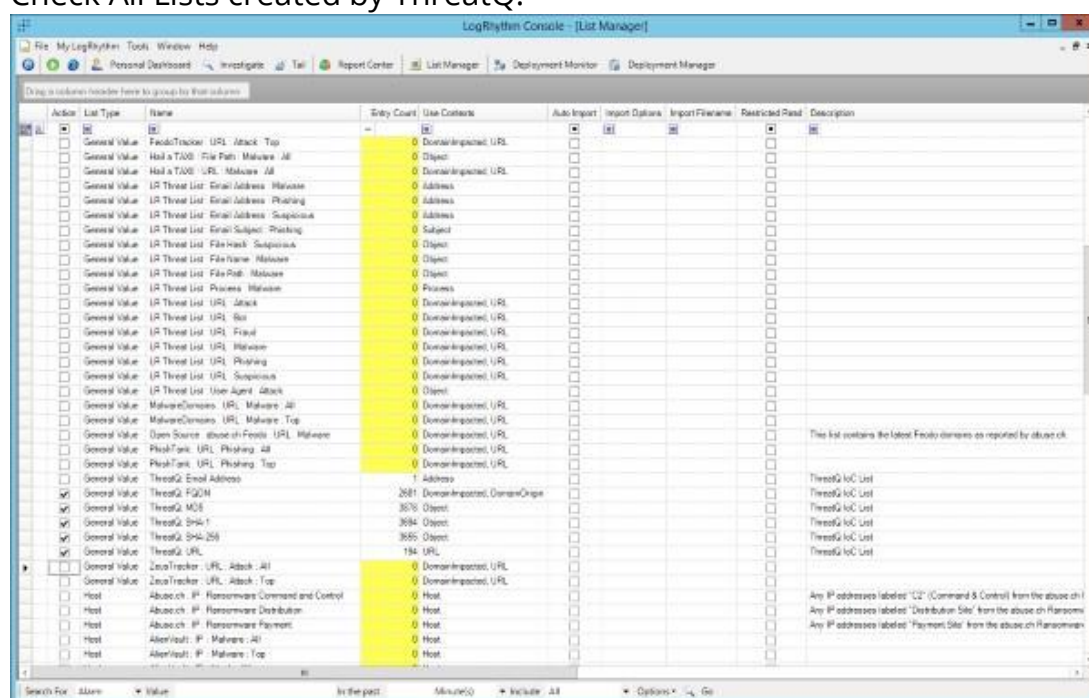 Check All Lists created by ThreatQ.
LogRhythm Console - [List Manager]
File My LogRhythm Tools Window Help
Personal Dashboard Investigate Tail Report Center List Manager Deployment Monitor Deployment Manager
Drag a column header here to group by that column
Action List Type Name Entry Count Use Contexts Auto Import Import Options Import Filename Restricted Read Description
General Value FeodoTracker : URL : Attack : Top 0 DomainImpacted, URL
General Value Hail a TAXII : File Path : Malware : All 0 Object
General Value Hail a TAXII : URL : Malware : All 0 DomainImpacted, URL
General Value LR Threat List : Email Address : Malware 0 Address
General Value LR Threat List : Email Address : Phishing 0 Address
General Value LR Threat List : Email Address : Suspicious 0 Address
General Value LR Threat List : Email Subject : Phishing 0 Subject
General Value LR Threat List : File Hash : Suspicious 0 Object
General Value LR Threat List : File Name : Malware 0 Object
General Value LR Threat List : File Path : Malware 0 Object
General Value LR Threat List : Process : Malware 0 Process
General Value LR Threat List : URL : Attack 0 DomainImpacted, URL
General Value LR Threat List : URL : Bot 0 DomainImpacted, URL
General Value LR Threat List : URL : Fraud 0 DomainImpacted, URL
General Value LR Threat List : URL : Malware 0 DomainImpacted, URL
General Value LR Threat List : URL : Phishing 0 DomainImpacted, URL
General Value LR Threat List : URL : Suspicious 0 DomainImpacted, URL
General Value LR Threat List : User Agent : Attack 0 Object
General Value MalwareDomains : URL : Malware : All 0 DomainImpacted, URL
General Value MalwareDomains : URL : Malware : Top 0 DomainImpacted, URL
General Value Open Source : abuse.ch Feodo : URL : Malware 0 DomainImpacted, URL This list contains the latest Feodo domains as reported by abuse.ch
General Value PhishTank : URL : Phishing : All 0 DomainImpacted, URL
General Value PhishTank : URL : Phishing : Top 0 DomainImpacted, URL
General Value ThreatQ: Email Address 1 Address ThreatQ IoC List
General Value ThreatQ: FQDN 2681 DomainImpacted, DomainOrigin ThreatQ IoC List
General Value ThreatQ: MD5 3676 Object ThreatQ IoC List
General Value ThreatQ: SHA-1 3694 Object ThreatQ IoC List
General Value ThreatQ: SHA-256 3695 Object ThreatQ IoC List
General Value ThreatQ: URL 194 URL ThreatQ IoC List
General Value ZeusTracker : URL : Attack : All 0 DomainImpacted, URL
General Value ZeusTracker : URL : Attack : Top 0 DomainImpacted, URL
Host Abuse.ch : IP : Ransomware Command and Control 0 Host Any IP addresses labeled "C2" (Command & Control) from the abuse.ch
Host Abuse.ch : IP : Ransomware Distribution 0 Host Any IP addresses labeled "Distribution Site" from the abuse.ch Ransom
Host Abuse.ch : IP : Ransomware Payment 0 Host Any IP addresses labeled "Payment Site" from the abuse.ch Ransomwar
Host AlienVault : IP : Malware : All 0 Host
Host AlienVault : IP : Malware : Top 0 Host
Search For Alarm Value In the past Minute(s) Include All Options Go